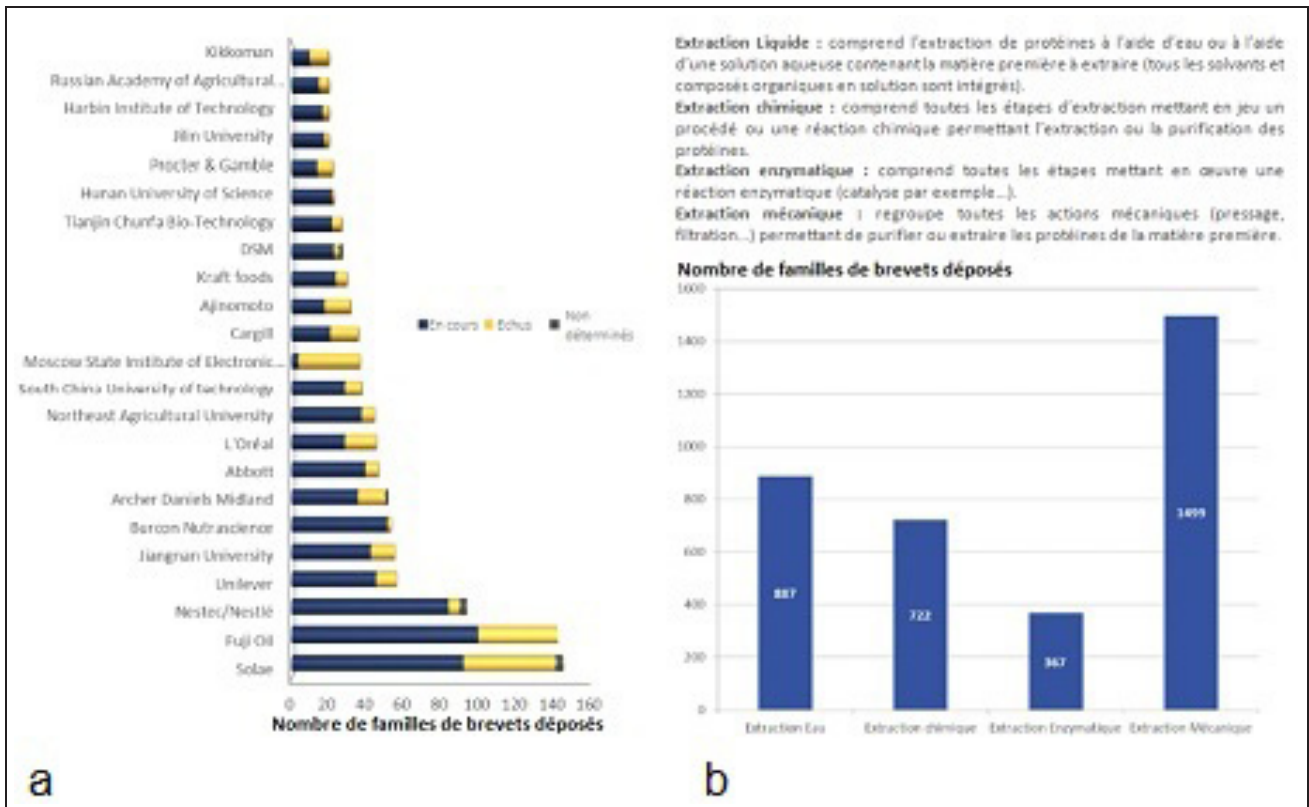 Kikkoman
Russian Academy of Agricultural...
Harbin Institute of Technology
Jilin University
Procter & Gamble
Hunan University of Science
Tianjin Chunfa Bio-Technology
DSM
Kraft foods
Ajinomoto
Cargill
Moscow State Institute of Electronic...
South China University of technology
Northeast Agricultural University
L'Oréal
Abbott
Archer Daniels Midland
Burcon Nutrascience
Jiangnan University
Unilever
Nestec/Nestlé
Fuji Oil
Solae
0 20 40 60 80 100 120 140 160
Nombre de familles de brevets déposés
En cours Echus Non
déterminés
a
Extraction Liquide : comprend l'extraction de protéines à l'aide d'eau ou à l'aide
d'une solution aqueuse contenant la matière première à extraire (tous les solvants et
composés organiques en solution sont intégrés).
Extraction chimique : comprend toutes les étapes d'extraction mettant en jeu un
procédé ou une réaction chimique permettant l'extraction ou la purification des
protéines.
Extraction enzymatique : comprend toutes les étapes mettant en œuvre une
réaction enzymatique (catalyse par exemple...).
Extraction mécanique : regroupe toutes les actions mécaniques (pressage,
filtration...) permettant de purifier ou extraire les protéines de la matière première.
Nombre de familles de brevets déposés
1600
1400
1200
1000
800
600
400
200
0
887
722
367
1499
Extraction Eau Extraction chimique Extraction Enzymatique Extraction Mécanique
b